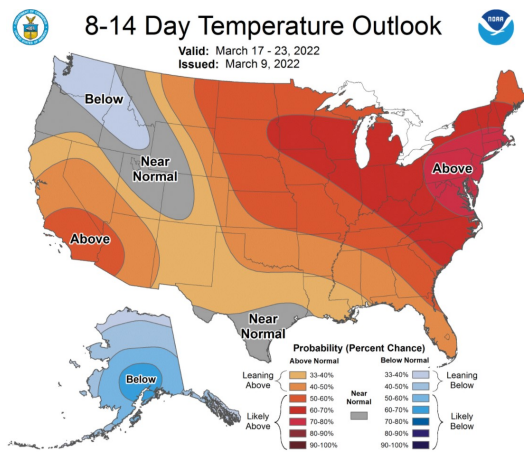 8-14 Day Temperature Outlook
Valid: March 17 - 23, 2022
Issued: March 9, 2022
NOAA
Below
Near
Normal
Above
Above
Near
Normal
Below
Probability (Percent Chance)
Above Normal
Below Normal
Leaning
Above
33-40%
40-50%
Likely
Above
50-60%
60-70%
70-80%
80-90%
90-100%
Near
Normal
33-40%
40-50%
Leaning
Below
50-60%
60-70%
70-80%
80-90%
90-100%
Likely
Below